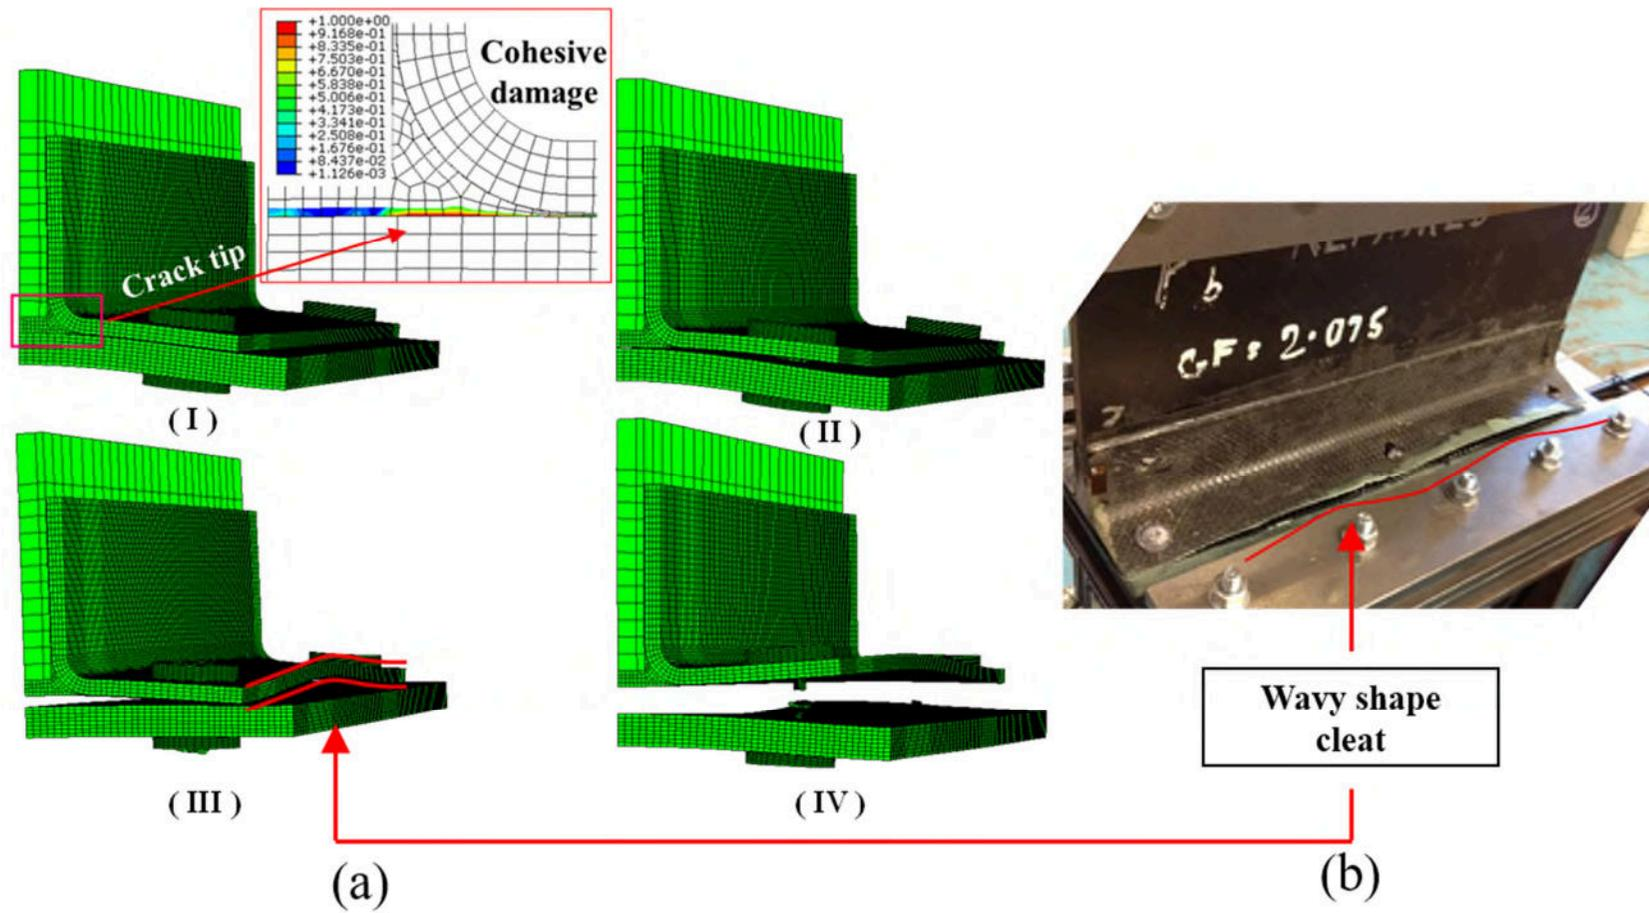 +1.000e+00
+9.168e-01
+8.335e-01
+7.503e-01
+6.670e-01
+5.838e-01
+5.006e-01
+4.173e-01
+3.341e-01
+2.508e-01
+1.676e-01
+8.437e-02
+1.126e-03
Cohesive
damage
Crack tip
( I )
( II )
( III )
( IV )
b
GF: 2.075
2
Wavy shape
cleat
(a)
(b)